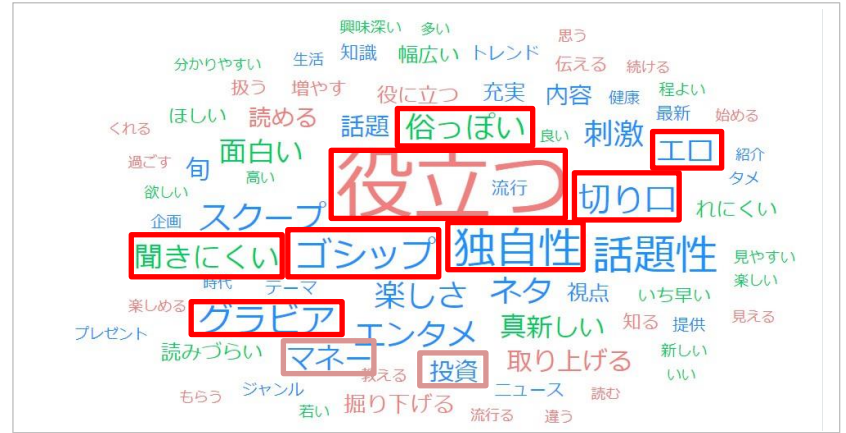 興味深い 多い 思う
分かりやすい 生活 知識 幅広い トレンド 伝える 続ける
扱う 増やす 役に立つ 充実 内容 健康 程よい
くれる ほしい 読める 話題 俗っぽい 良い 刺激 最新 始める
過ごす 旬 面白い 高い 役立つ 流行 エロ 紹介
欲しい 切り口 タメ
企画 スクープ れにくい
聞きにくい ゴシップ 独自性 話題性 見やすい
時代 テーマ 楽しさ ネタ 視点 いち早い 楽しい
楽しめる グラビア エンタメ 真新しい 知る 提供 見える
プレゼント
読みづらい マネー 教える 投資 取り上げる 新しい
もらう ジャンル ニュース 読む いい
若い 掘り下げる 流行る 違う